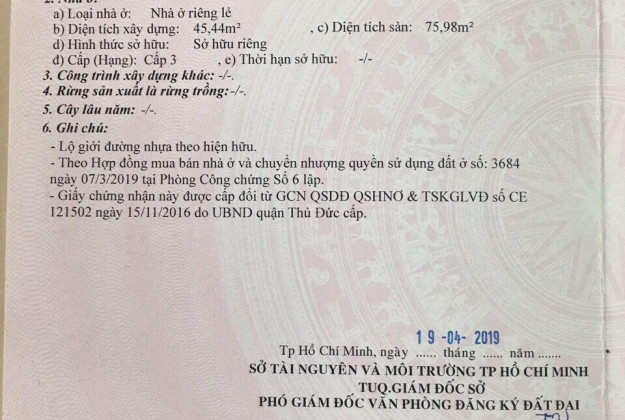 a) Loại nhà ở: Nhà ở riêng lẻ
b) Diện tích xây dựng: 45,44m² , c) Diện tích sàn: 75,98m²
d) Hình thức sở hữu: Sở hữu riêng
đ) Cấp (Hạng): Cấp 3 , e) Thời hạn sở hữu: -/-
3. Công trình xây dựng khác: -/-.
4. Rừng sản xuất là rừng trồng:-/-.
5. Cây lâu năm: -/-.
6. Ghi chú:
- Lộ giới đường nhựa theo hiện hữu.
- Theo Hợp đồng mua bán nhà ở và chuyển nhượng quyền sử dụng đất ở số: 3684
ngày 07/3/2019 tại Phòng Công chứng Số 6 lập.
- Giấy chứng nhận này được cấp đổi từ GCN QSDĐ QSHNƠ & TSKGLVĐ số CE
121502 ngày 15/11/2016 do UBND quận Thủ Đức cấp.
19-04-2019
Tp Hồ Chí Minh, ngày ...... tháng ...... năm .......
SỞ TÀI NGUYÊN VÀ MÔI TRƯỜNG TP HỒ CHÍ MINH
TUQ.GIÁM ĐỐC SỞ
PHÓ GIÁM ĐỐC VĂN PHÒNG ĐĂNG KÝ ĐẤT ĐAI